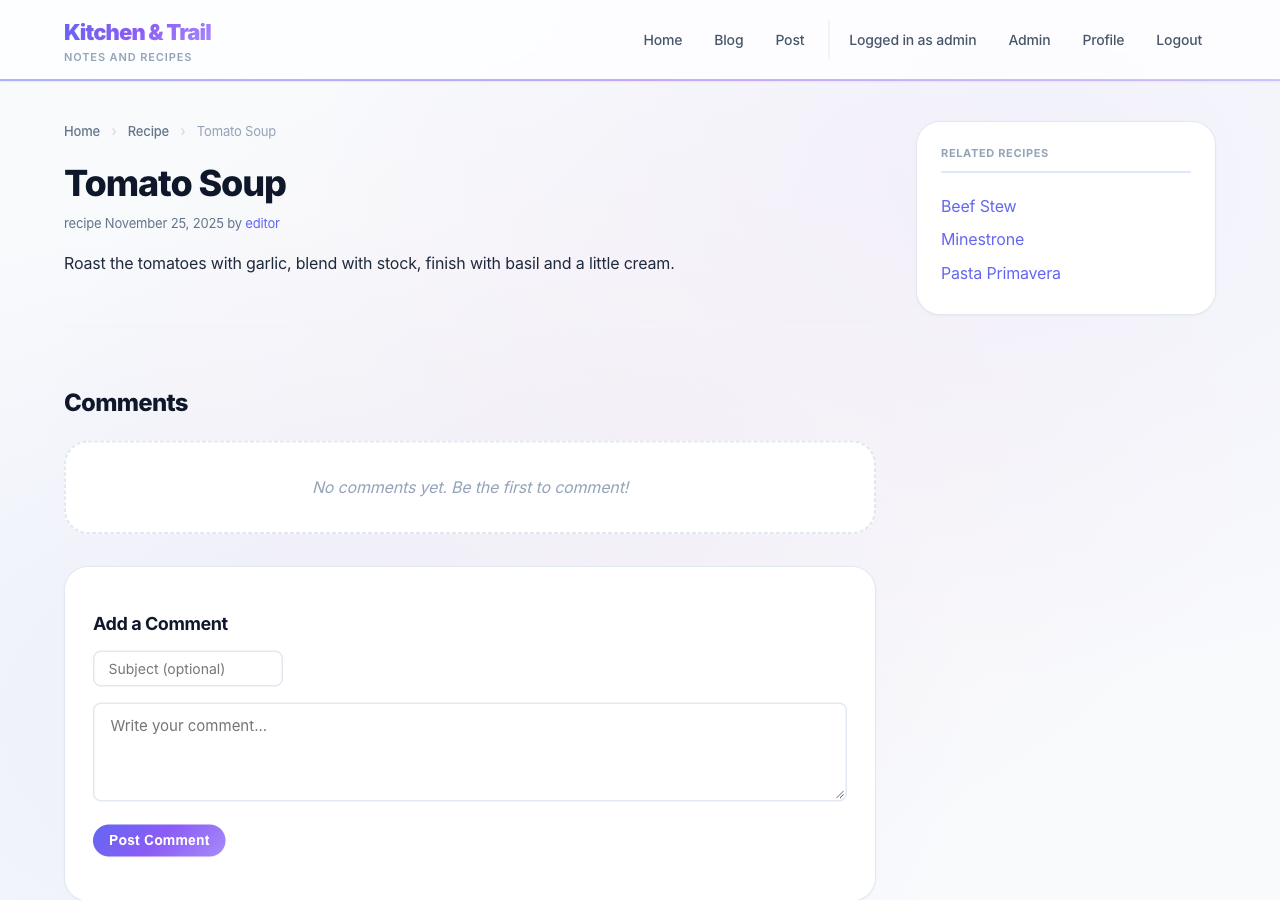 Kitchen & Trail
NOTES AND RECIPES
Home Blog Post Logged in as admin Admin Profile Logout
Home › Recipe › Tomato Soup
Tomato Soup
recipe November 25, 2025 by editor
Roast the tomatoes with garlic, blend with stock, finish with basil and a little cream.
RELATED RECIPES
Beef Stew
Minestrone
Pasta Primavera
Comments
No comments yet. Be the first to comment!
Add a Comment
Subject (optional)
Write your comment...
Post Comment